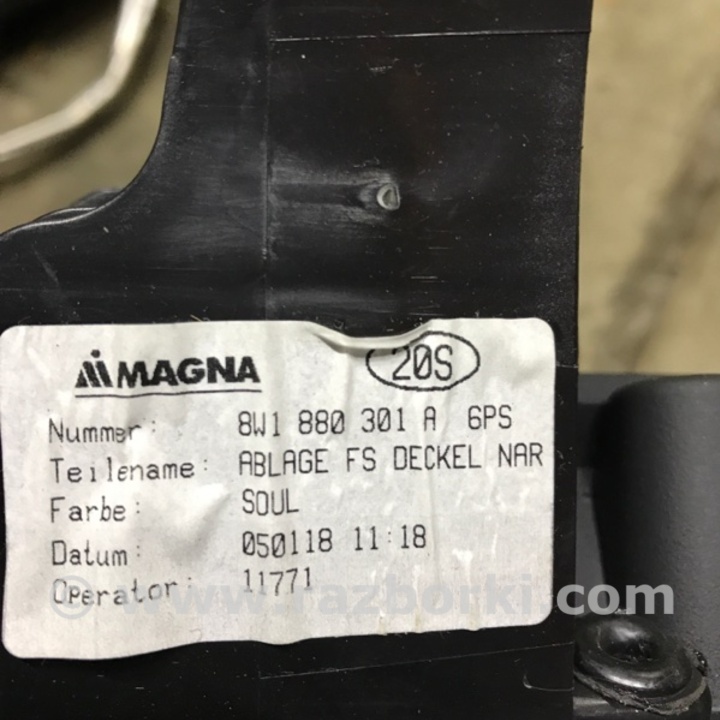 MAGNA
20S
Nummer: 8W1 880 301 A 6PS
Teilename: ABLAGE FS DECKEL NAR
Farbe: SOUL
Datum: 050118 11:18
Operator: 11771
© www.razborki.com